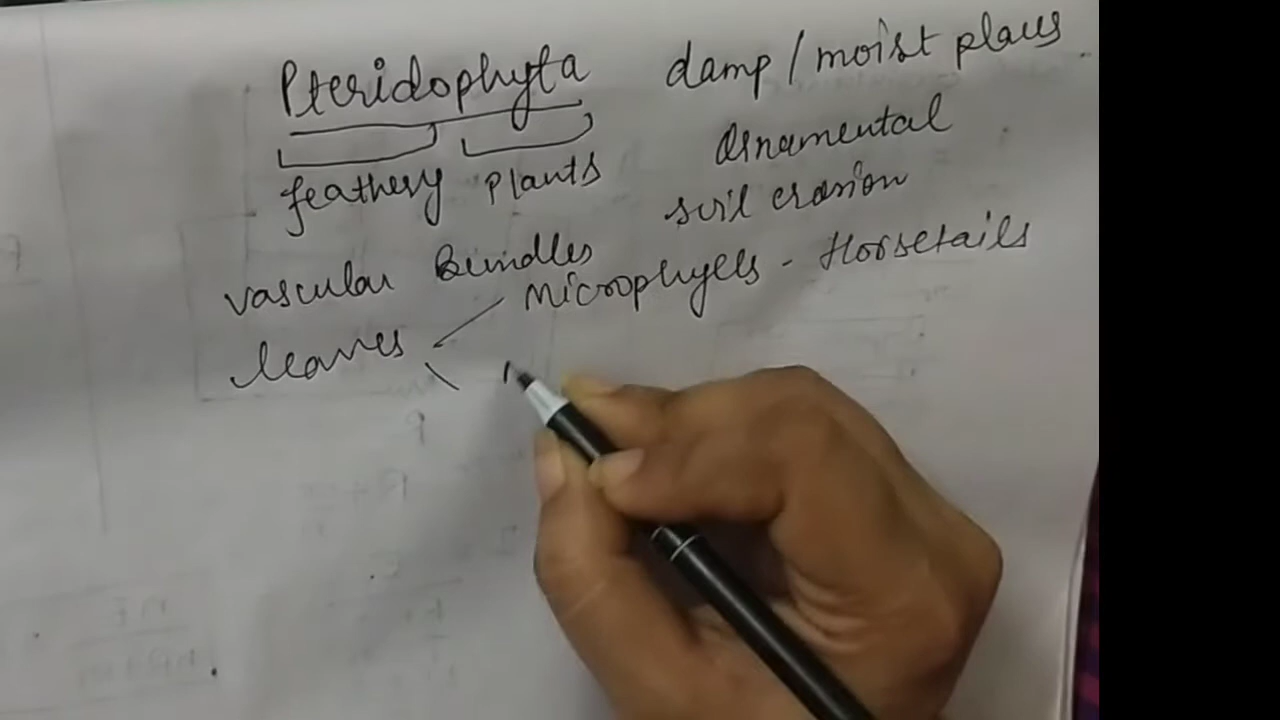 Pteridophyta
feathery plants
damp / moist places
Ornamental
soil erosion
vascular Bundles
leaves
Microphylls - Horsetails